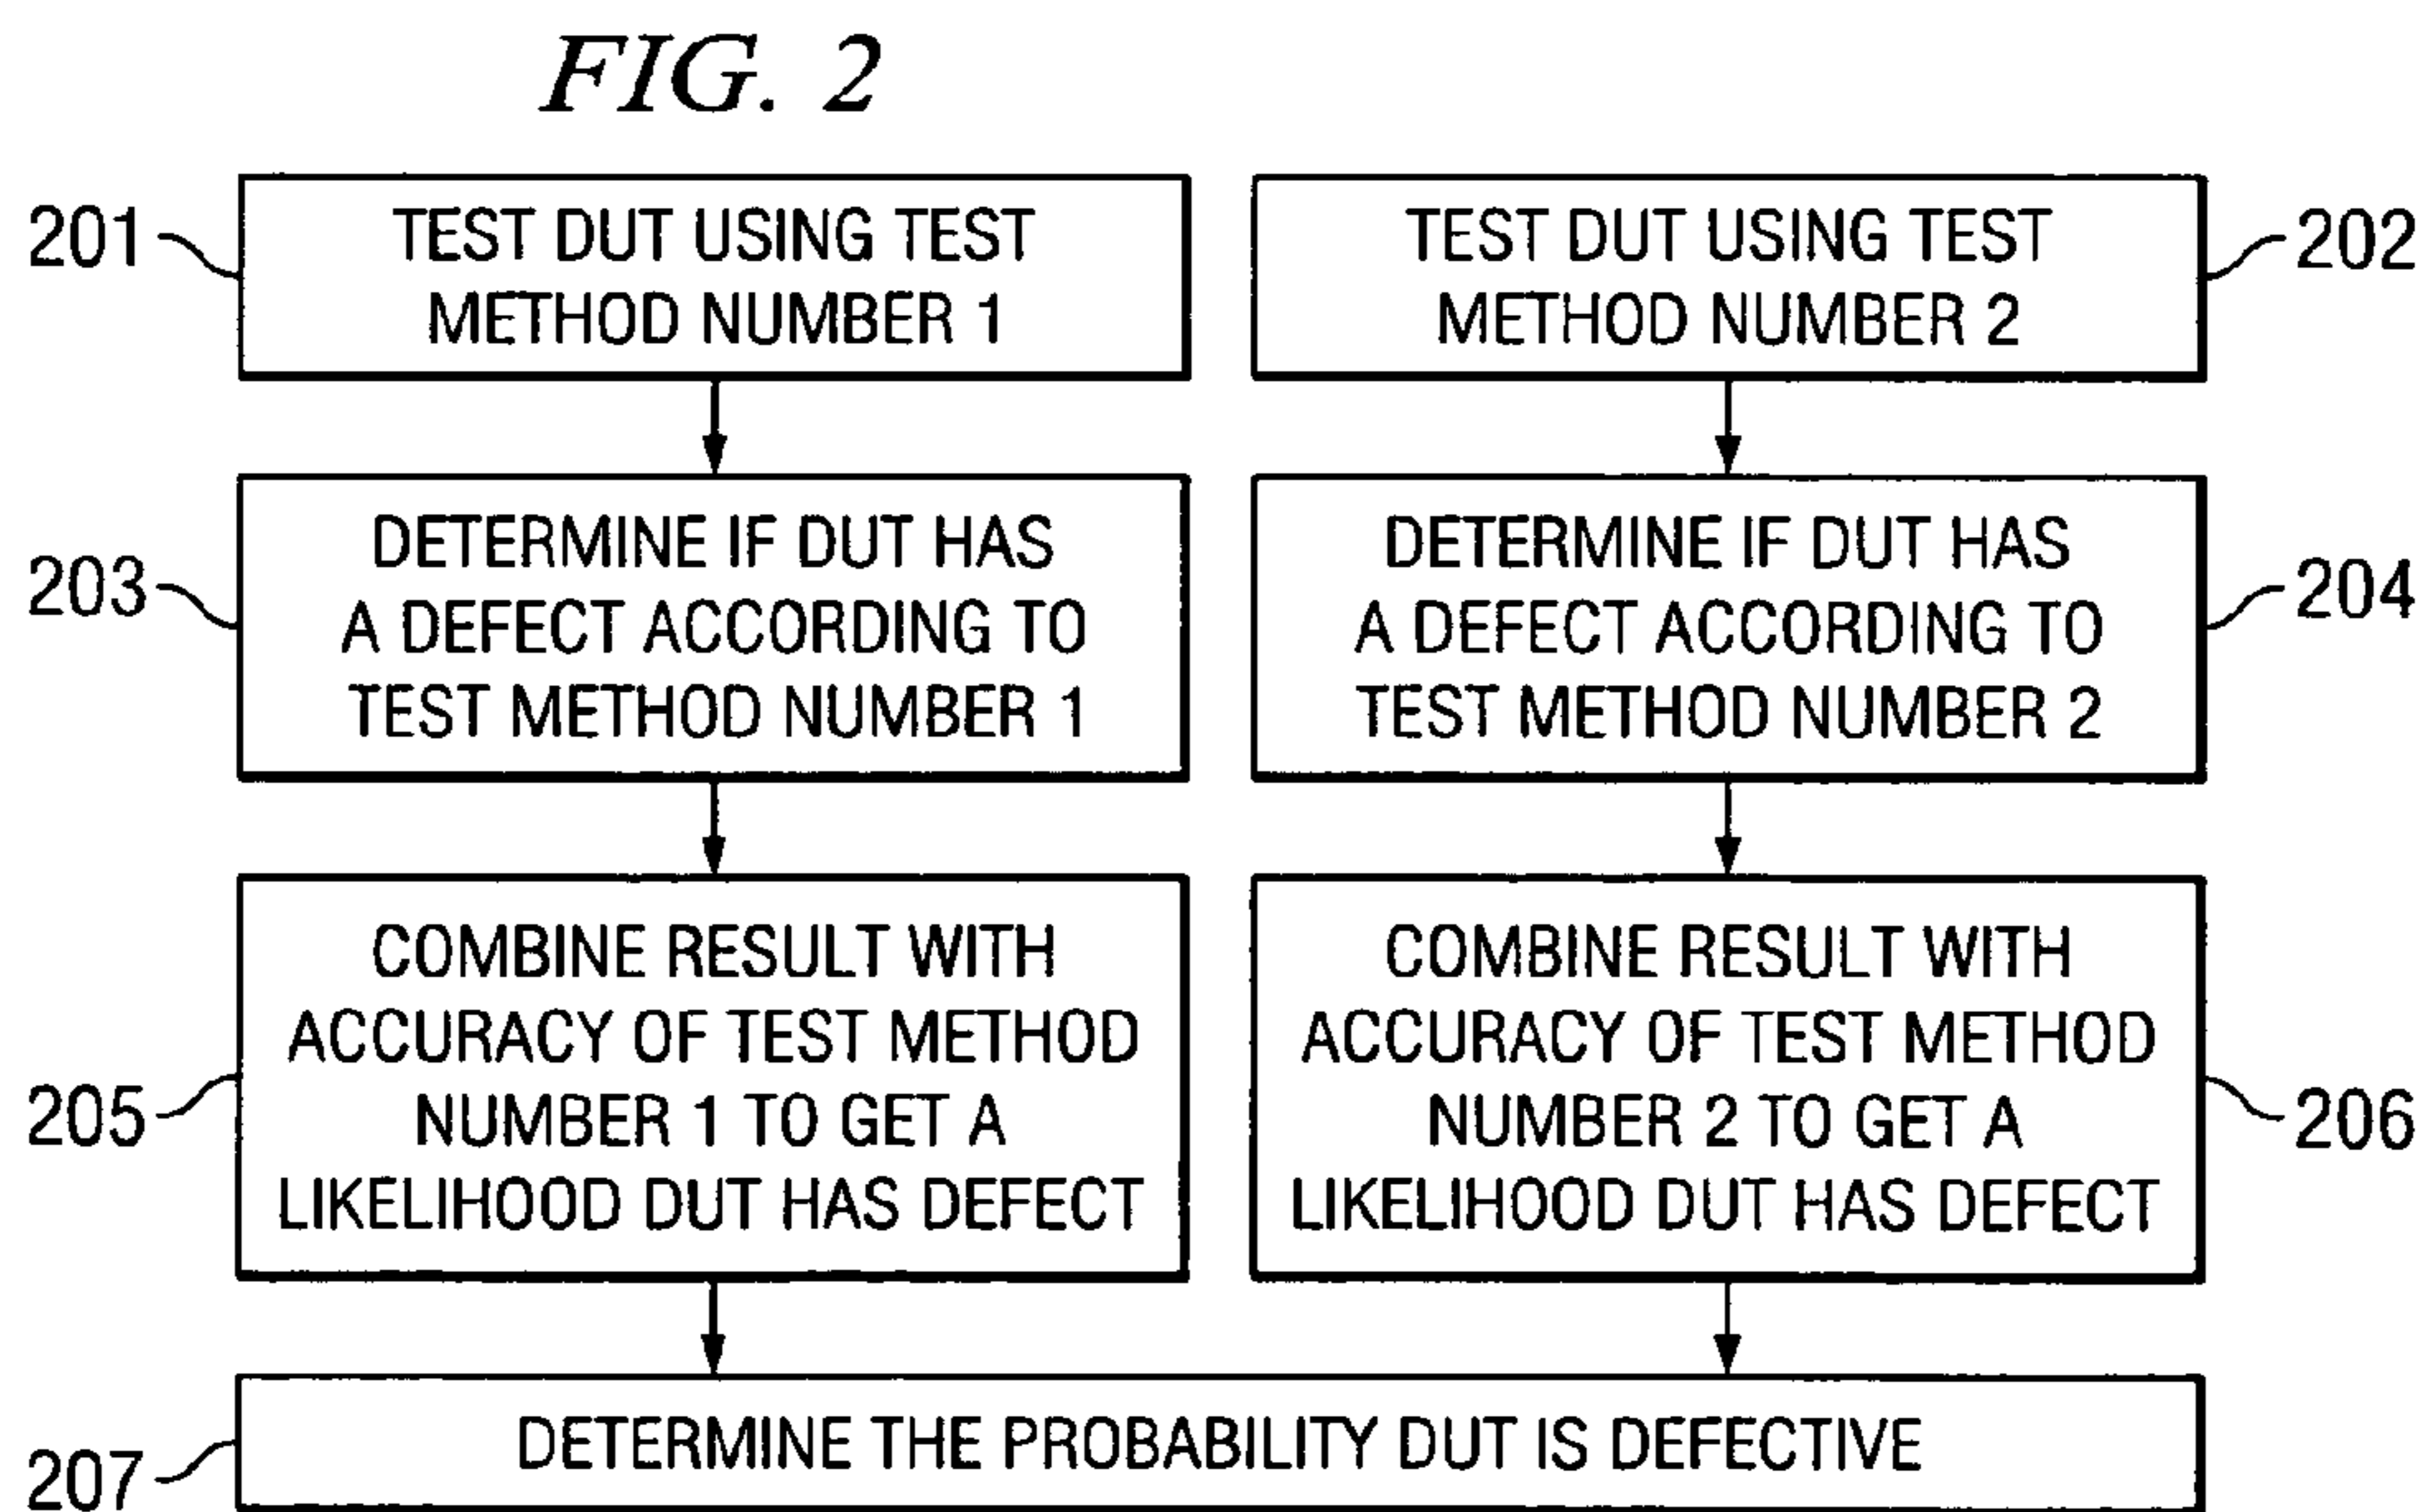 FIG. 2
201
TEST DUT USING TEST
METHOD NUMBER 1
TEST DUT USING TEST
METHOD NUMBER 2
202
203
DETERMINE IF DUT HAS
A DEFECT ACCORDING TO
TEST METHOD NUMBER 1
DETERMINE IF DUT HAS
A DEFECT ACCORDING TO
TEST METHOD NUMBER 2
204
205
COMBINE RESULT WITH
ACCURACY OF TEST METHOD
NUMBER 1 TO GET A
LIKELIHOOD DUT HAS DEFECT
COMBINE RESULT WITH
ACCURACY OF TEST METHOD
NUMBER 2 TO GET A
LIKELIHOOD DUT HAS DEFECT
206
207
DETERMINE THE PROBABILITY DUT IS DEFECTIVE